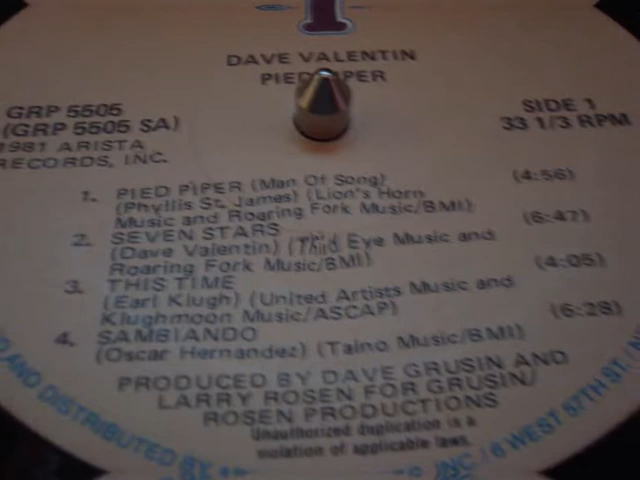 DAVE VALENTIN
PIED PIPER
GRP 5505
(GRP 5505 SA)
1981 ARISTA
RECORDS, INC.
SIDE 1
33 1/3 RPM
1. PIED PIPER (Man Of Song) (4:56)
(Phyllis St. James) (Lion's Horn
Music and Roaring Fork Music/BMI)
2. SEVEN STARS (6:47)
(Dave Valentin) (Third Eye Music and
Roaring Fork Music/BMI)
3. THIS TIME (4:05)
(Earl Klugh) (United Artists Music and
Klughmoon Music/ASCAP)
4. SAMBIANDO (6:28)
(Oscar Hernandez) (Taino Music/BMI)
PRODUCED BY DAVE GRUSIN AND
LARRY ROSEN FOR GRUSIN/
ROSEN PRODUCTIONS
Unauthorized duplication is a
violation of applicable laws.
AND DISTRIBUTED BY
INC./6 WEST 57TH ST./